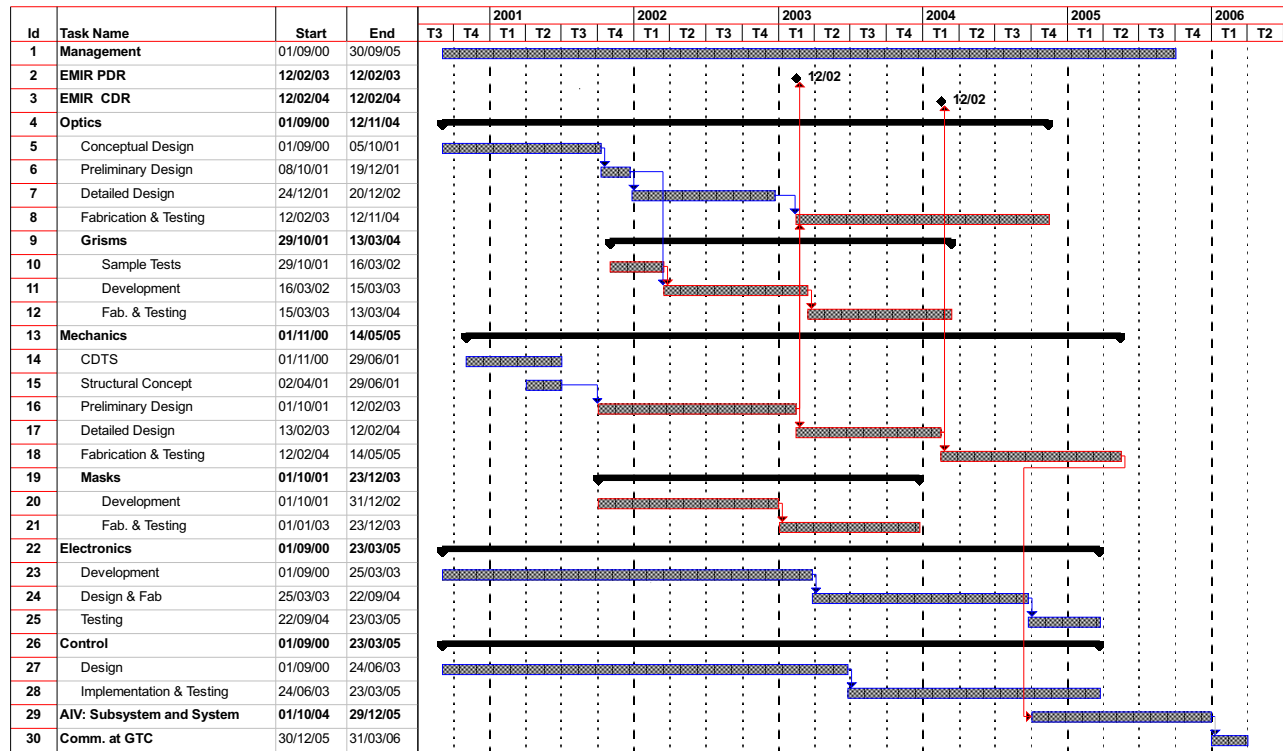 2001 2002 2003 2004 2005 2006
Id Task Name Start End T3 T4 T1 T2 T3 T4 T1 T2 T3 T4 T1 T2 T3 T4 T1 T2 T3 T4 T1 T2 T3 T4 T1 T2
1 Management 01/09/00 30/09/05
2 EMIR PDR 12/02/03 12/02/03 12/02
3 EMIR CDR 12/02/04 12/02/04 12/02
4 Optics 01/09/00 12/11/04
5 Conceptual Design 01/09/00 05/10/01
6 Preliminary Design 08/10/01 19/12/01
7 Detailed Design 24/12/01 20/12/02
8 Fabrication & Testing 12/02/03 12/11/04
9 Grisms 29/10/01 13/03/04
10 Sample Tests 29/10/01 16/03/02
11 Development 16/03/02 15/03/03
12 Fab. & Testing 15/03/03 13/03/04
13 Mechanics 01/11/00 14/05/05
14 CDTS 01/11/00 29/06/01
15 Structural Concept 02/04/01 29/06/01
16 Preliminary Design 01/10/01 12/02/03
17 Detailed Design 13/02/03 12/02/04
18 Fabrication & Testing 12/02/04 14/05/05
19 Masks 01/10/01 23/12/03
20 Development 01/10/01 31/12/02
21 Fab. & Testing 01/01/03 23/12/03
22 Electronics 01/09/00 23/03/05
23 Development 01/09/00 25/03/03
24 Design & Fab 25/03/03 22/09/04
25 Testing 22/09/04 23/03/05
26 Control 01/09/00 23/03/05
27 Design 01/09/00 24/06/03
28 Implementation & Testing 24/06/03 23/03/05
29 AIV: Subsystem and System 01/10/04 29/12/05
30 Comm. at GTC 30/12/05 31/03/06